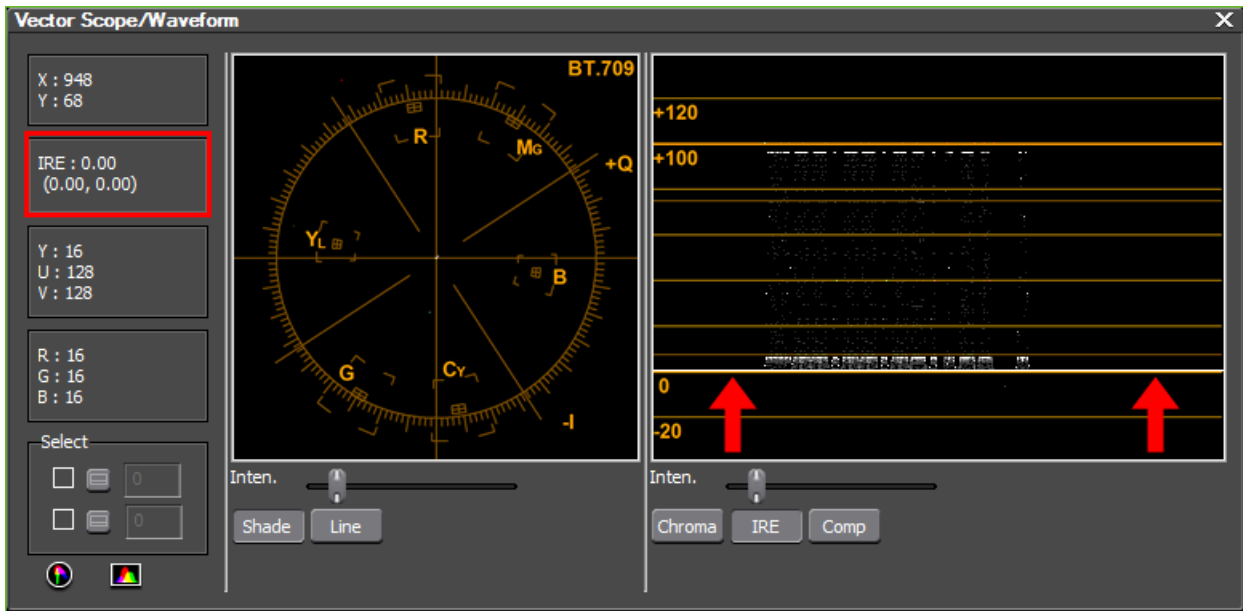 Vector Scope/Waveform
X : 948
Y : 68
IRE : 0.00
(0.00, 0.00)
Y : 16
U : 128
V : 128
R : 16
G : 16
B : 16
Select
0
0
BT.709
R
MG
+Q
YL
B
G
CY
-I
Inten.
Shade
Line
+120
+100
0
-20
Inten.
Chroma
IRE
Comp